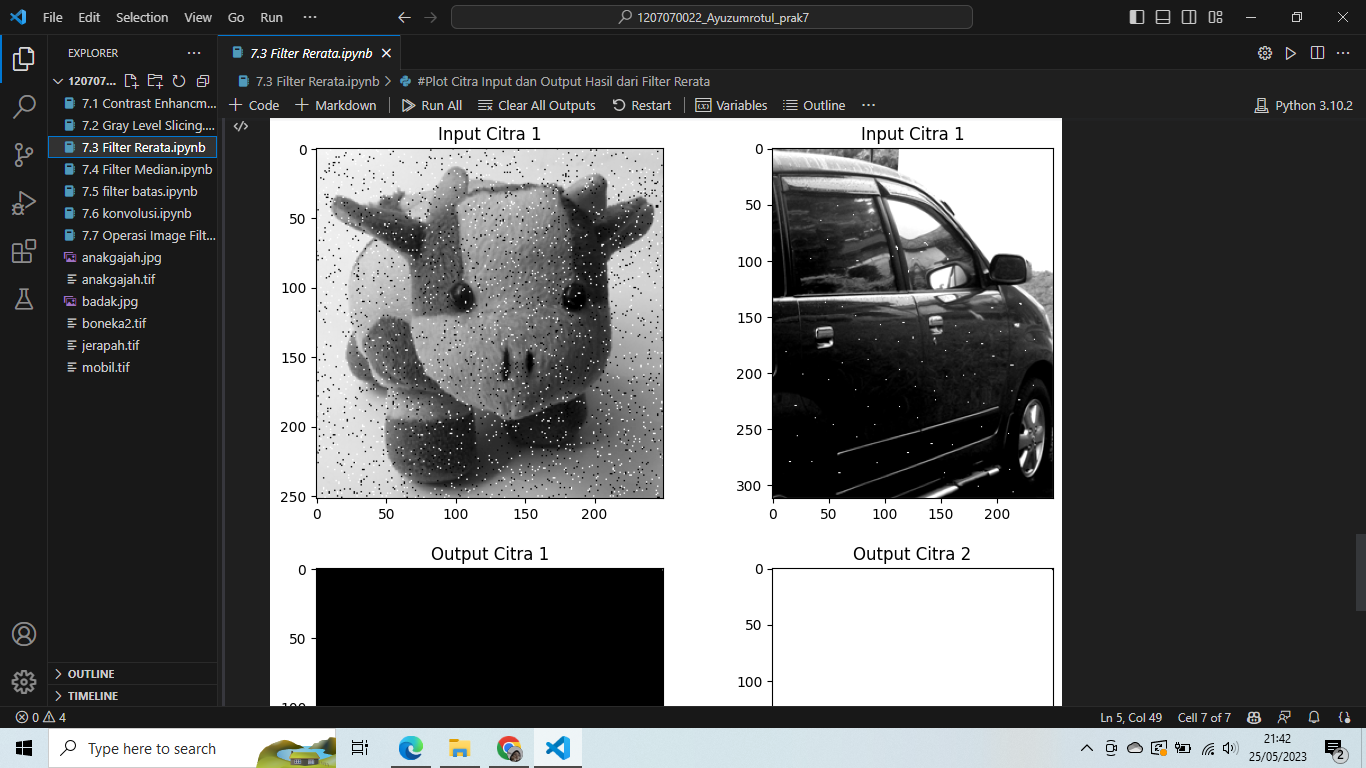 File Edit Selection View Go Run ···
1207070022_Ayuzumrotul_prak7
EXPLORER ···
120707...
7.1 Contrast Enhancm...
7.2 Gray Level Slicing....
7.3 Filter Rerata.ipynb
7.4 Filter Median.ipynb
7.5 filter batas.ipynb
7.6 konvolusi.ipynb
7.7 Operasi Image Filt...
anakgajah.jpg
anakgajah.tif
badak.jpg
boneka2.tif
jerapah.tif
mobil.tif
OUTLINE
TIMELINE
7.3 Filter Rerata.ipynb
7.3 Filter Rerata.ipynb > #Plot Citra Input dan Output Hasil dari Filter Rerata
Code Markdown Run All Clear All Outputs Restart Variables Outline ··· Python 3.10.2
Input Citra 1
0
50
100
150
200
250
0 50 100 150 200
Input Citra 1
0
50
100
150
200
250
300
0 50 100 150 200
Output Citra 1
0
50
100
Output Citra 2
0
50
100
0 4
Ln 5, Col 49 Cell 7 of 7
Type here to search
21:42
25/05/2023
2